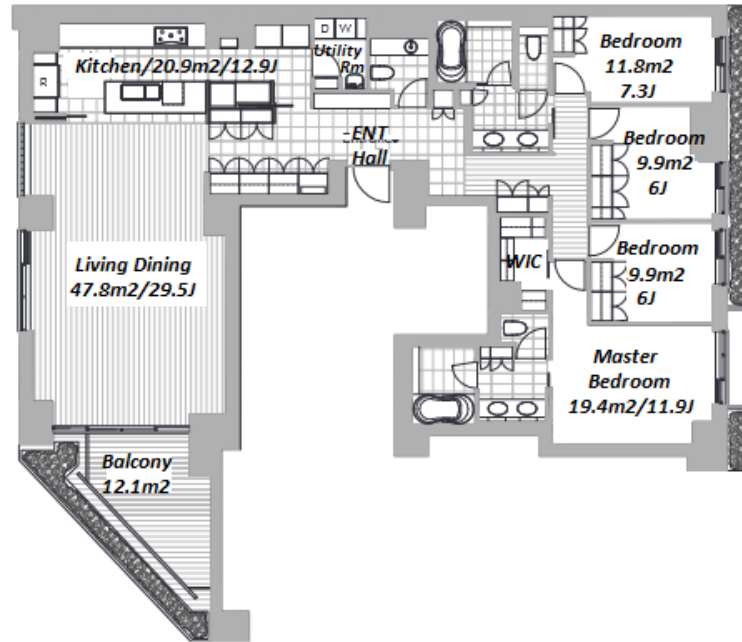 Kitchen/20.9m2/12.9J
R
D W
Utility
Rm
ENT
Hall
Bedroom
11.8m2
7.3J
Bedroom
9.9m2
6J
Bedroom
9.9m2
6J
WIC
Living Dining
47.8m2/29.5J
Master
Bedroom
19.4m2/11.9J
Balcony
12.1m2